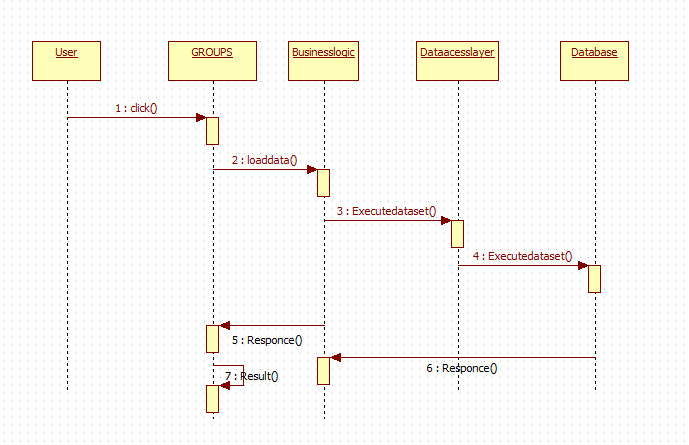 User
GROUPS
Businesslogic
Dataacesslayer
Database
1 : click()
2 : loaddata()
3 : Executedataset()
4 : Executedataset()
5 : Responce()
6 : Responce()
7 : Result()